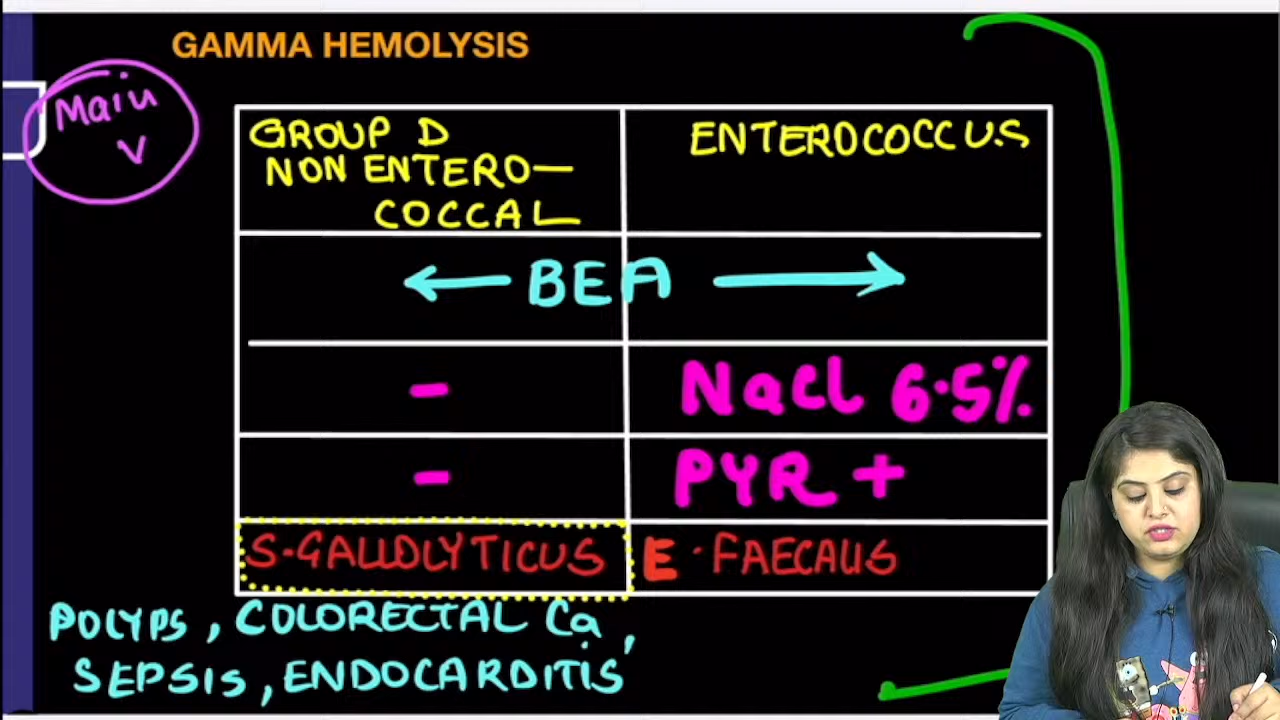 GAMMA HEMOLYSIS
Main
V
GROUP D
NON ENTERO-
COCCAL
ENTEROCOCCUS
← BEA →
- NaCl 6.5%
- PYR +
S. GALLOLYTICUS
E. FAECALIS
POLYPS, COLORECTAL Ca,
SEPSIS, ENDOCARDITIS